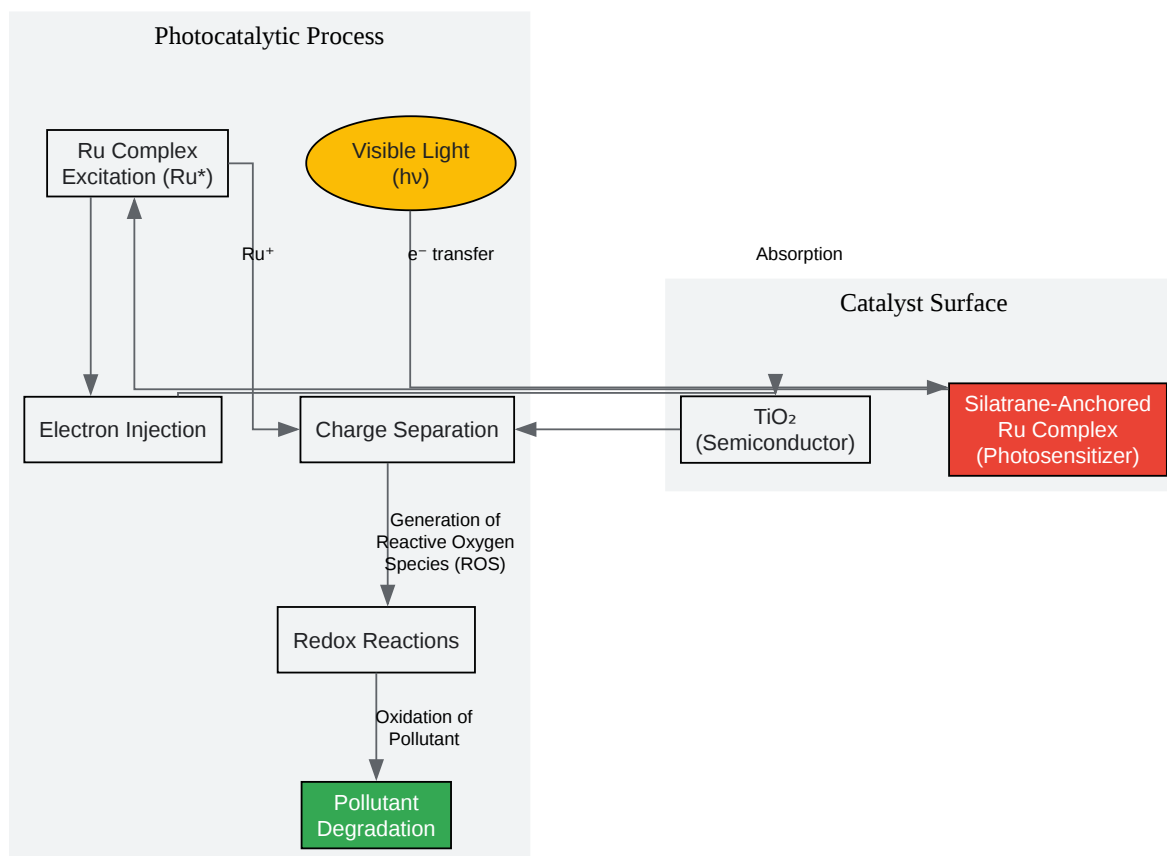 Photocatalytic Process
Ru Complex
Excitation (Ru*)
Visible Light
(hν)
Ru⁺
e⁻ transfer
Absorption
Catalyst Surface
Electron Injection
Charge Separation
TiO₂
(Semiconductor)
Silatrane-Anchored
Ru Complex
(Photosensitizer)
Generation of
Reactive Oxygen
Species (ROS)
Redox Reactions
Oxidation of
Pollutant
Pollutant
Degradation